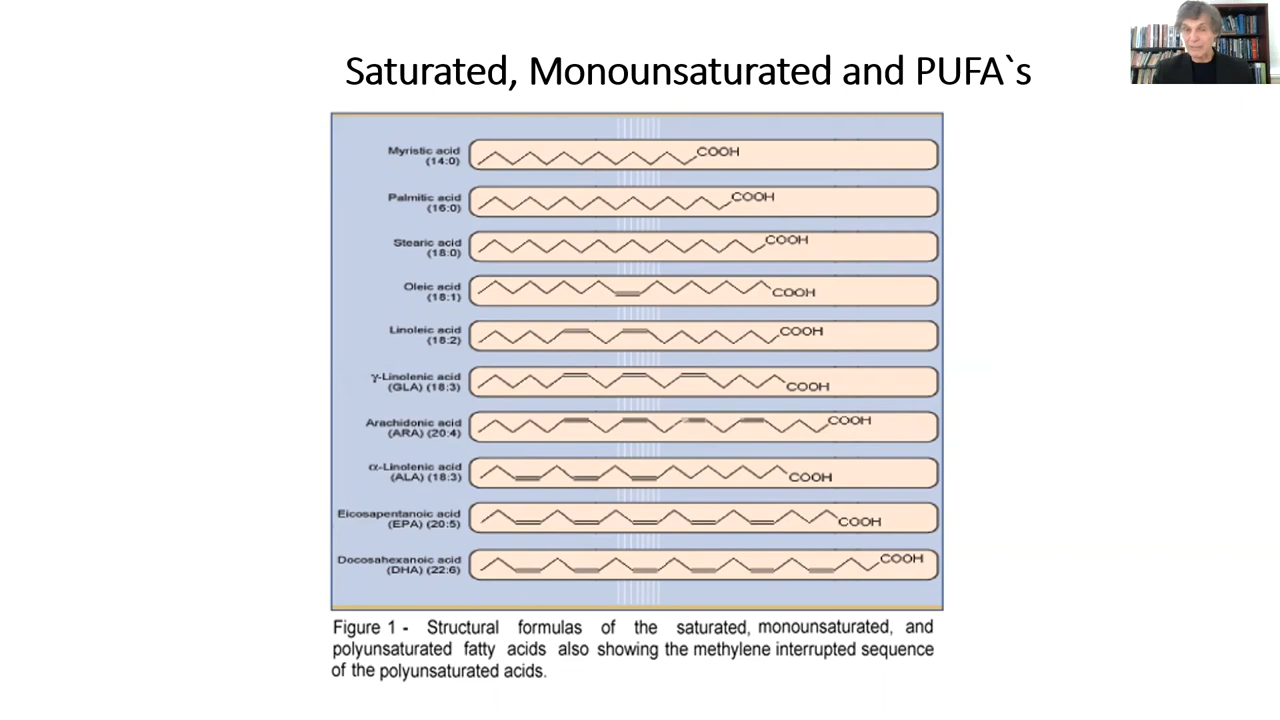 Saturated, Monounsaturated and PUFA`s
Myristic acid
(14:0)
COOH
Palmitic acid
(16:0)
COOH
Stearic acid
(18:0)
COOH
Oleic acid
(18:1)
COOH
Linoleic acid
(18:2)
COOH
γ-Linolenic acid
(GLA) (18:3)
COOH
Arachidonic acid
(ARA) (20:4)
COOH
α-Linolenic acid
(ALA) (18:3)
COOH
Eicosapentanoic acid
(EPA) (20:5)
COOH
Docosahexanoic acid
(DHA) (22:6)
COOH
Figure 1 - Structural formulas of the saturated, monounsaturated, and
polyunsaturated fatty acids also showing the methylene interrupted sequence
of the polyunsaturated acids.